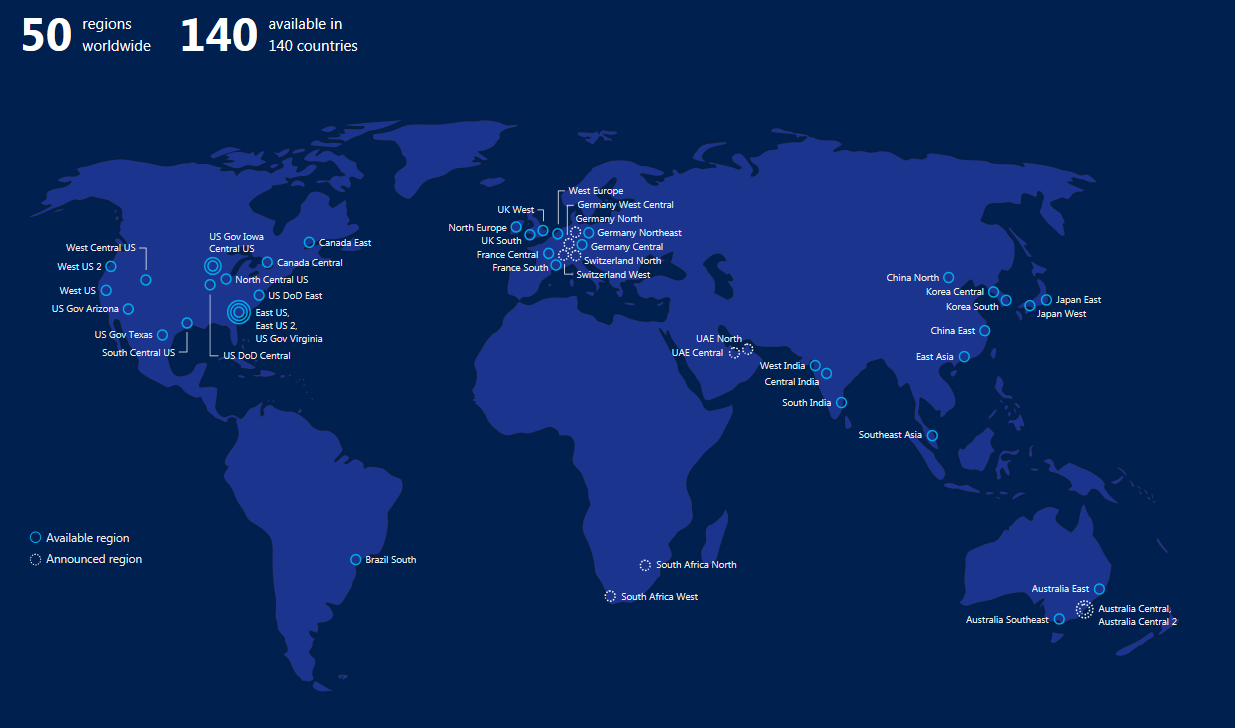 50 regions worldwide
140 available in 140 countries
West Europe
Germany West Central
UK West
Germany North
North Europe
Germany Northeast
UK South
US Gov Iowa
Central US
Canada East
West Central US
Germany Central
France Central
Switzerland North
West US 2
Canada Central
France South
Switzerland West
North Central US
China North
West US
US DoD East
Korea Central
Japan East
US Gov Arizona
East US,
East US 2,
US Gov Virginia
Korea South
Japan West
US Gov Texas
China East
South Central US
US DoD Central
UAE North
UAE Central
East Asia
West India
Central India
South India
Southeast Asia
Available region
Announced region
Brazil South
South Africa North
South Africa West
Australia East
Australia Central,
Australia Central 2
Australia Southeast